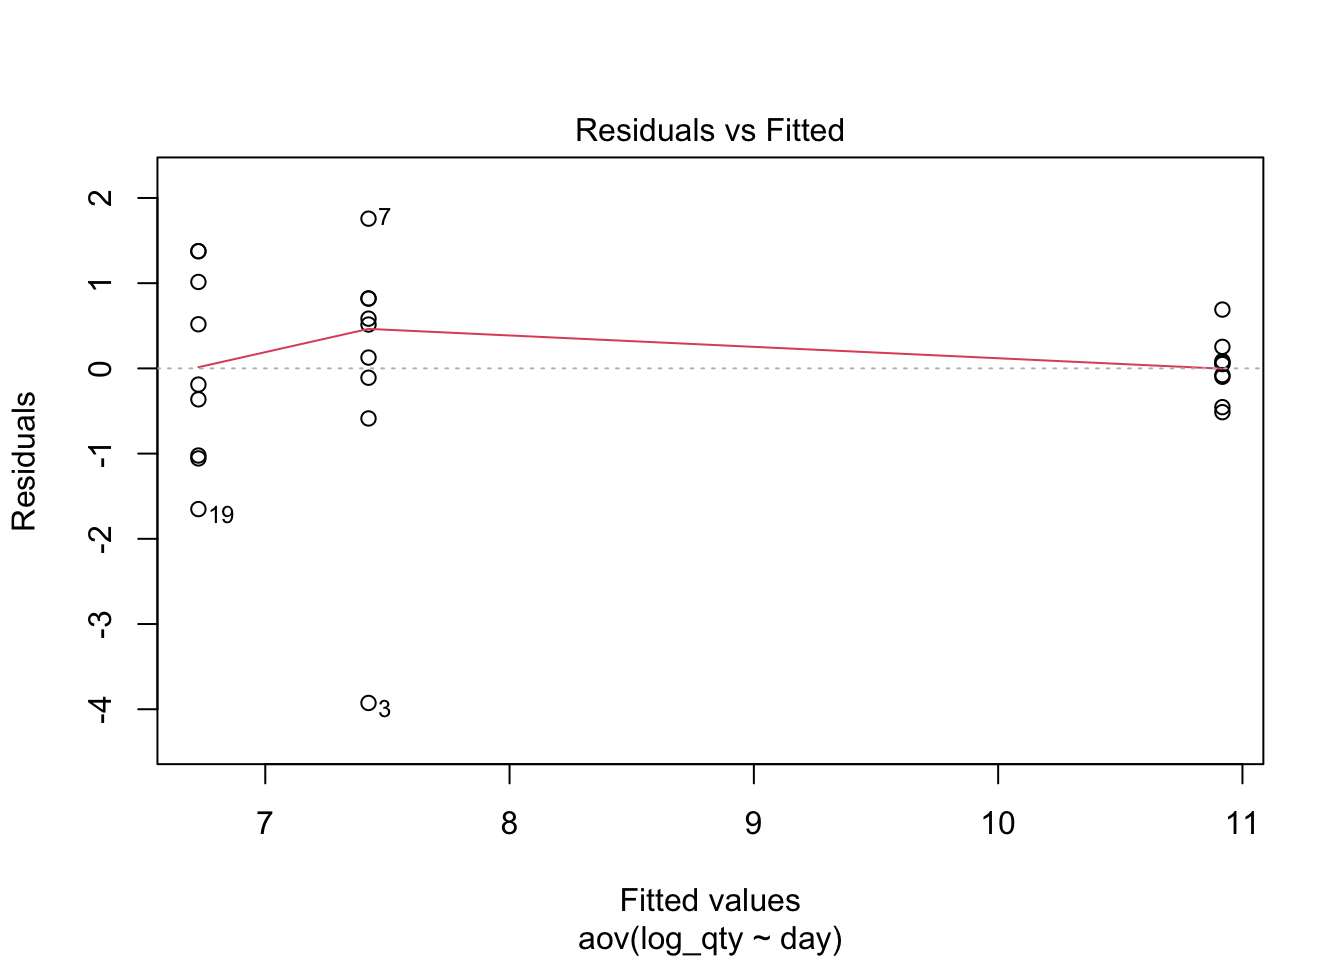 Residuals vs Fitted
2
1
0
-1
-2
-3
-4
Residuals
7
19
3
7 8 9 10 11
Fitted values
aov(log_qty ~ day)